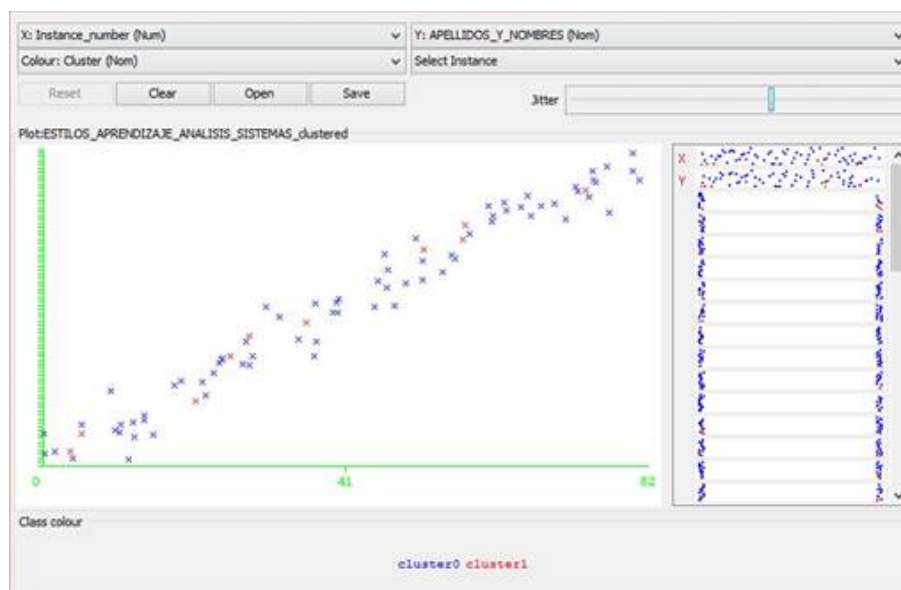 X: Instance_number (Num) Y: APELLIDOS_Y_NOMBRES (Nom)
Colour: Cluster (Nom) Select Instance
Reset Clear Open Save Jitter
Plot:ESTILOS_APRENDIZAJE_ANALISIS_SISTEMAS_clustered
X
Y
0 41 82
Class colour
cluster0 cluster1